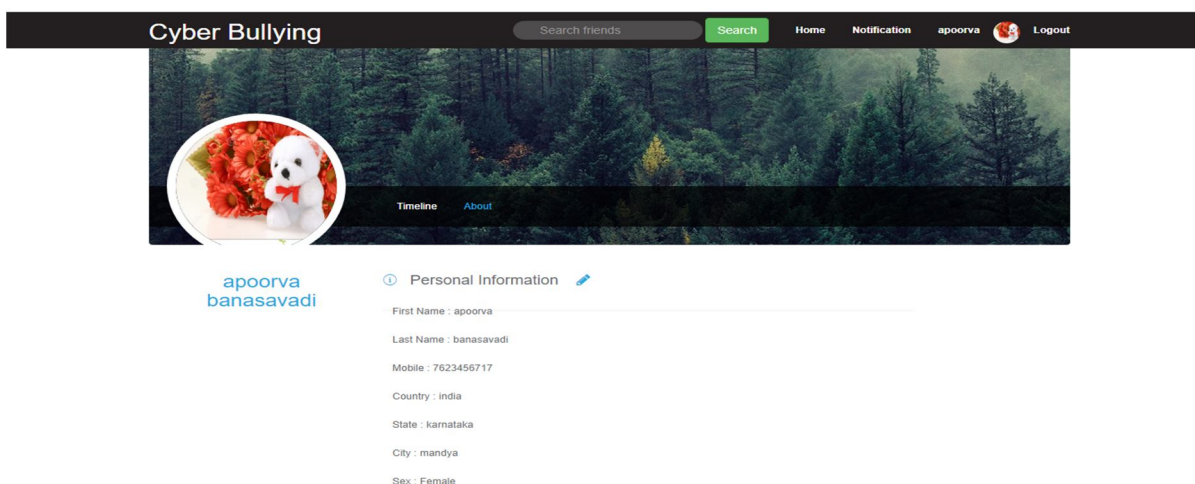 Cyber Bullying
Search friends
Search
Home
Notification
apoorva
Logout
Timeline
About
apoorva
banasavadi
Personal Information
First Name : apoorva
Last Name : banasavadi
Mobile : 7623456717
Country : india
State : karnataka
City : mandya
Sex : Female